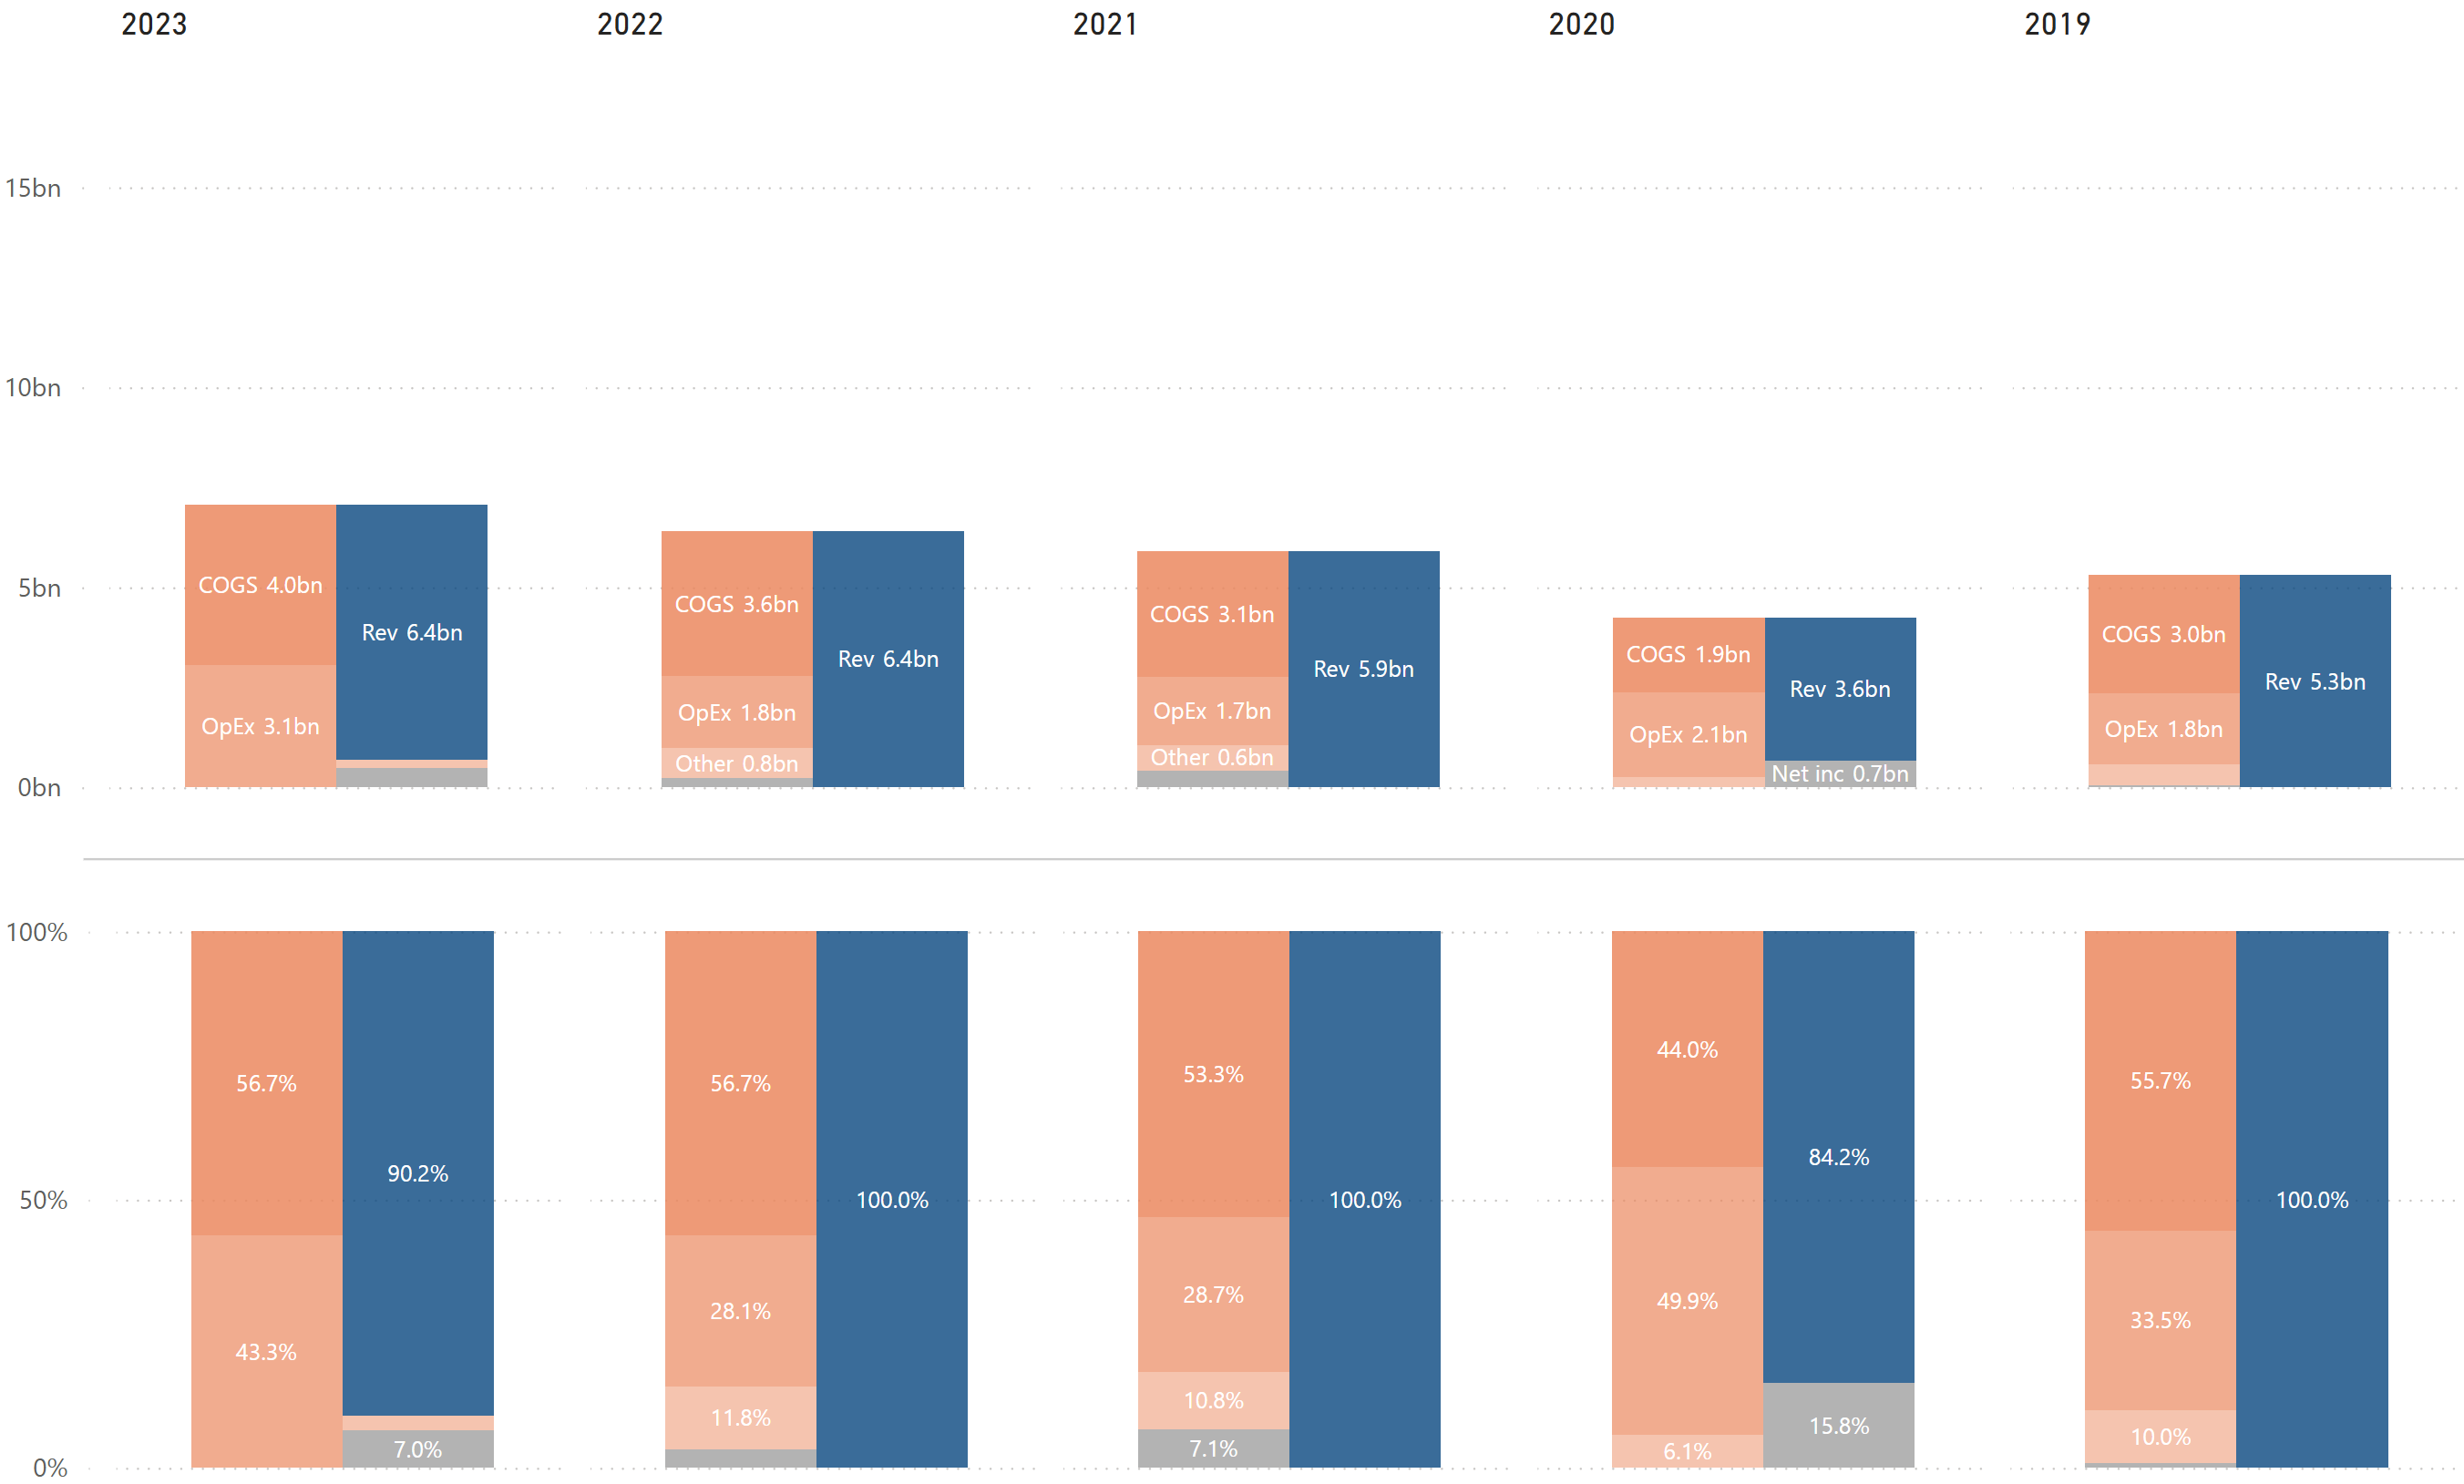 2023 2022 2021 2020 2019
15bn
10bn
5bn
0bn
COGS 4.0bn
OpEx 3.1bn
Rev 6.4bn
COGS 3.6bn
OpEx 1.8bn
Other 0.8bn
Rev 6.4bn
COGS 3.1bn
OpEx 1.7bn
Other 0.6bn
Rev 5.9bn
COGS 1.9bn
OpEx 2.1bn
Rev 3.6bn
Net inc 0.7bn
COGS 3.0bn
OpEx 1.8bn
Rev 5.3bn
100%
50%
0%
56.7%
43.3%
90.2%
7.0%
56.7%
28.1%
11.8%
100.0%
53.3%
28.7%
10.8%
7.1%
100.0%
44.0%
49.9%
6.1%
84.2%
15.8%
55.7%
33.5%
10.0%
100.0%